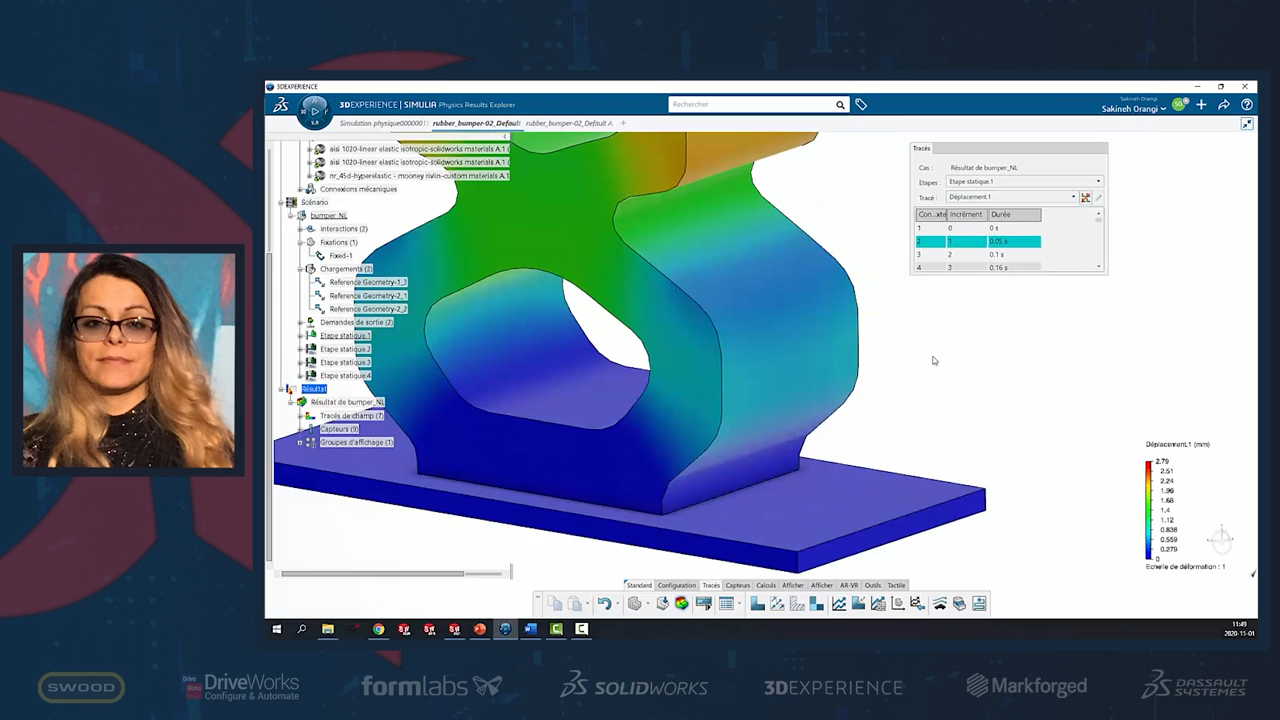 3DEXPERIENCE
3DEXPERIENCE | SIMULIA Physics Results Explorer
Rechercher
Sakineh Orangi
Sakineh Orangi
SO
Simulation physique00000
rubber_bumper-02_Default
rubber_bumper-02_Default A
aisi 1020-linear elastic isotropic-solidworks materials A.1 (
aisi 1020-linear elastic isotropic-solidworks materials A.1 (
nr_45d-hyperelastic - mooney rivlin-custom materials A.1
Connexions mécaniques
Scénario
bumper_NL
Interactions (2)
Fixations (1)
Fixed-1
Chargements (3)
Reference Geometry-1_3
Reference Geometry-2_1
Reference Geometry-2_2
Demandes de sortie (2)
Etape statique.1
Etape statique.2
Etape statique.3
Etape statique.4
Résultat
Résultat de bumper_NL
Tracés de champ (7)
Capteurs (9)
Groupes d'affichage (1)
Tracés
Cas : Résultat de bumper_NL
Etapes : Etape statique.1
Tracé : Déplacement.1
Con...xte Incrément Durée
1 0 0 s
2 1 0.05 s
3 2 0.1 s
4 3 0.16 s
Déplacement.1 (mm)
2.79
2.51
2.24
1.96
1.68
1.4
1.12
0.838
0.559
0.279
0
Echelle de déformation : 1
Standard Configuration Tracés Capteurs Calculs Afficher Afficher AR-VR Outils Tactile
11:49
2020-11-01
SWOOD
DriveWorks
DriveWorks
Configure & Automate
formlabs
SOLIDWORKS
3DEXPERIENCE
Markforged
DASSAULT
SYSTEMES